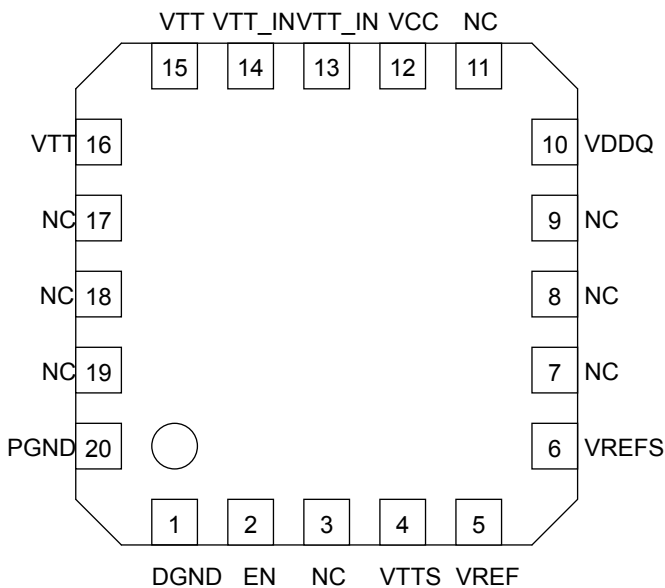 VTT VTT_IN VTT_IN VCC NC
15 14 13 12 11
VTT 16 10 VDDQ
NC 17 9 NC
NC 18 8 NC
NC 19 7 NC
PGND 20 6 VREFS
1 2 3 4 5
DGND EN NC VTTS VREF